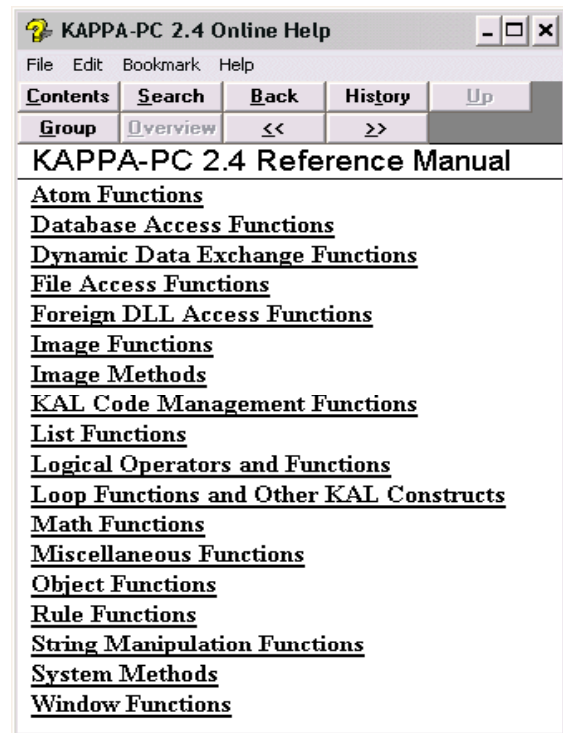 KAPPA-PC 2.4 Online Help
File Edit Bookmark Help
Contents Search Back History Up
Group Overview << >>
KAPPA-PC 2.4 Reference Manual
Atom Functions
Database Access Functions
Dynamic Data Exchange Functions
File Access Functions
Foreign DLL Access Functions
Image Functions
Image Methods
KAL Code Management Functions
List Functions
Logical Operators and Functions
Loop Functions and Other KAL Constructs
Math Functions
Miscellaneous Functions
Object Functions
Rule Functions
String Manipulation Functions
System Methods
Window Functions